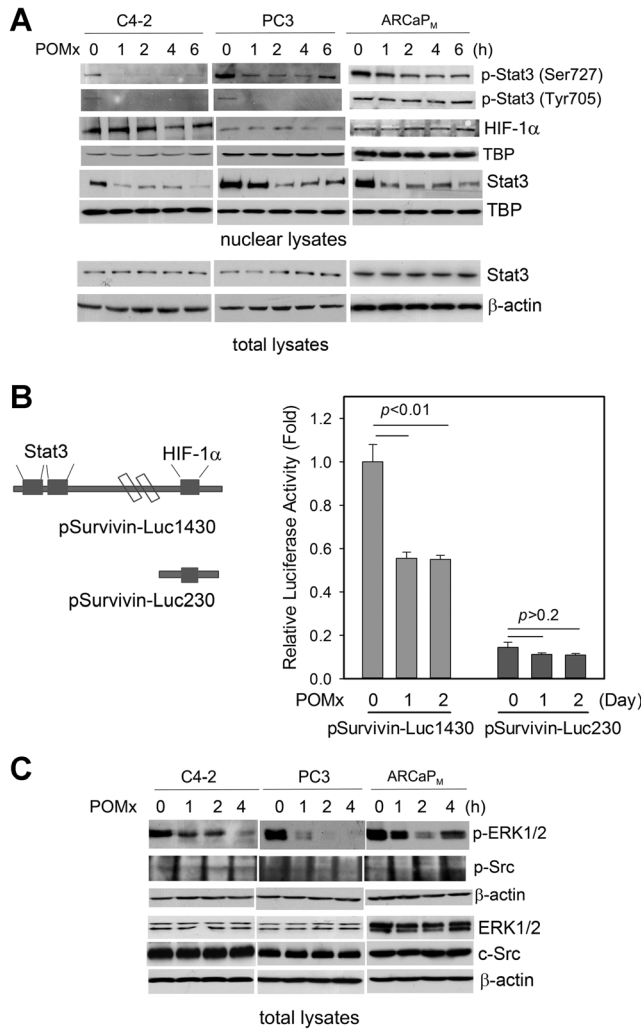 A
C4-2 PC3 ARCaPM
POMx 0 1 2 4 6 0 1 2 4 6 0 1 2 4 6 (h)
p-Stat3 (Ser727)
p-Stat3 (Tyr705)
HIF-1α
TBP
Stat3
TBP
nuclear lysates
Stat3
β-actin
total lysates
B
Stat3 HIF-1α
pSurvivin-Luc1430
pSurvivin-Luc230
Relative Luciferase Activity (Fold)
1.2
1.0
0.8
0.6
0.4
0.2
0.0
p<0.01
p>0.2
POMx 0 1 2 0 1 2 (Day)
pSurvivin-Luc1430 pSurvivin-Luc230
C
C4-2 PC3 ARCaPM
POMx 0 1 2 4 0 1 2 4 0 1 2 4 (h)
p-ERK1/2
p-Src
β-actin
ERK1/2
c-Src
β-actin
total lysates